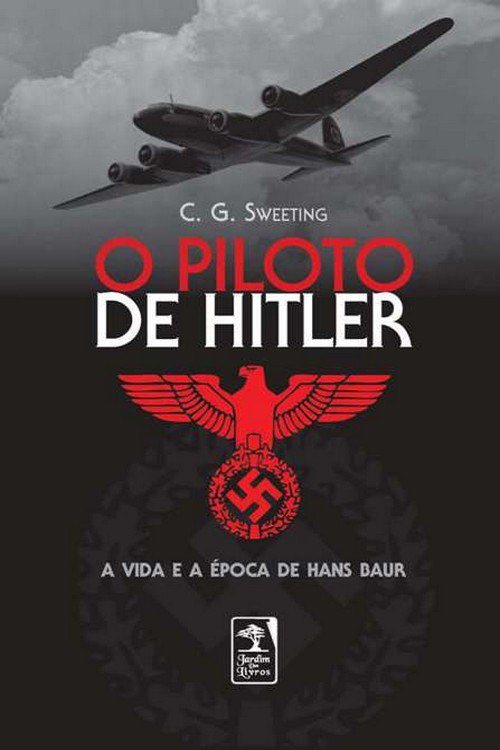 C. G. SWEETING
O PILOTO
DE HITLER
A VIDA E A ÉPOCA DE HANS BAUR
Jardim
Dos
Livros